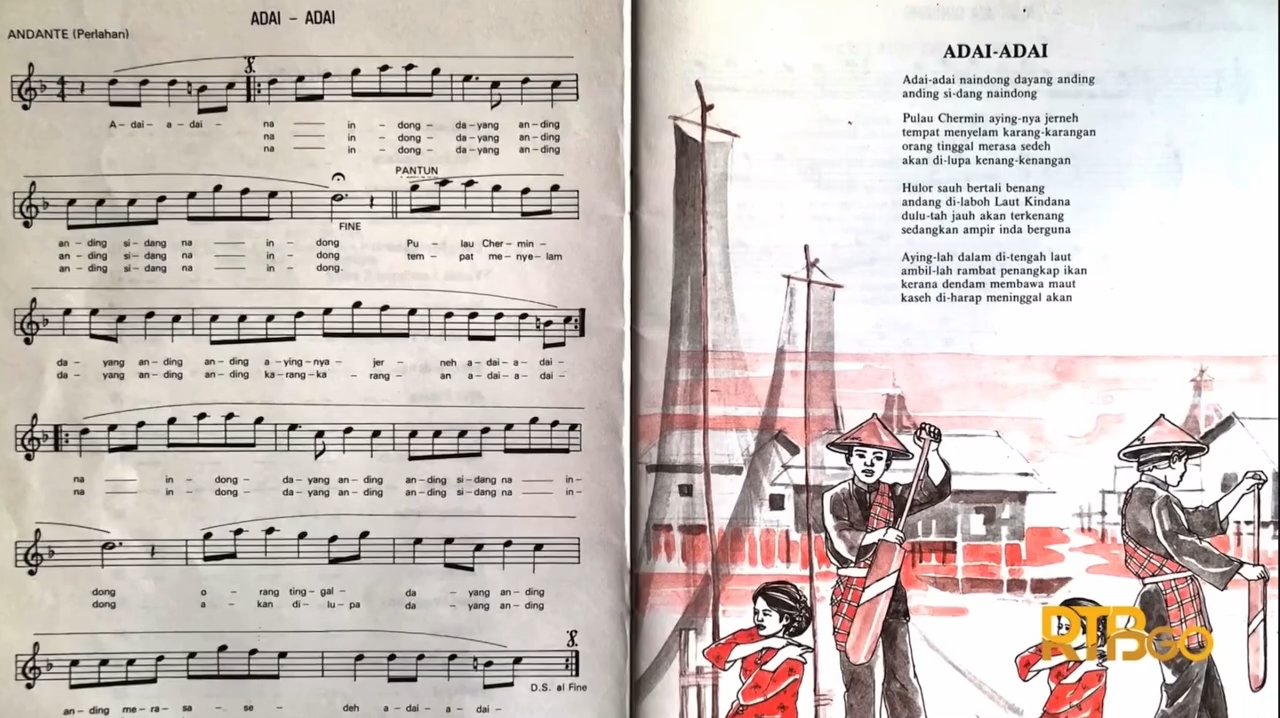 ADAI – ADAI
ANDANTE (Perlahan)
A – dai – a – dai – na —— in – dong – da – yang an – ding
na —— in – dong – da – yang an – ding
na —— in – dong – da – yang an – ding
PANTUN
FINE
an – ding si – dang na —— in – dong Pu – lau Cher – min –
an – ding si – dang na —— in – dong tem – pat me – nye – lam
an – ding si – dang na —— in – dong.
da – yang an – ding an – ding a – ying – nya – jer – neh a – dai – a – dai –
da – yang an – ding an – ding ka – rang – ka – rang – an a – dai – a – dai –
na —— in – dong – da – yang an – ding an – ding si – dang na —— in –
na —— in – dong – da – yang an – ding an – ding si – dang na —— in –
dong o – rang ting – gal – da – yang an – ding
dong a – kan di – lu – pa da – yang an – ding
D.S. al Fine
an – ding me – ra – sa – se – deh a – dai – a – dai –
ADAI-ADAI
Adai-adai naindong dayang anding
anding si-dang naindong
Pulau Chermin aying-nya jerneh
tempat menyelam karang-karangan
orang tinggal merasa sedeh
akan di-lupa kenang-kenangan
Hulor sauh bertali benang
andang di-laboh Laut Kindana
dulu-tah jauh akan terkenang
sedangkan ampir inda berguna
Aying-lah dalam di-tengah laut
ambil-lah rambat penangkap ikan
kerana dendam membawa maut
kaseh di-harap meninggal akan
RTBGO